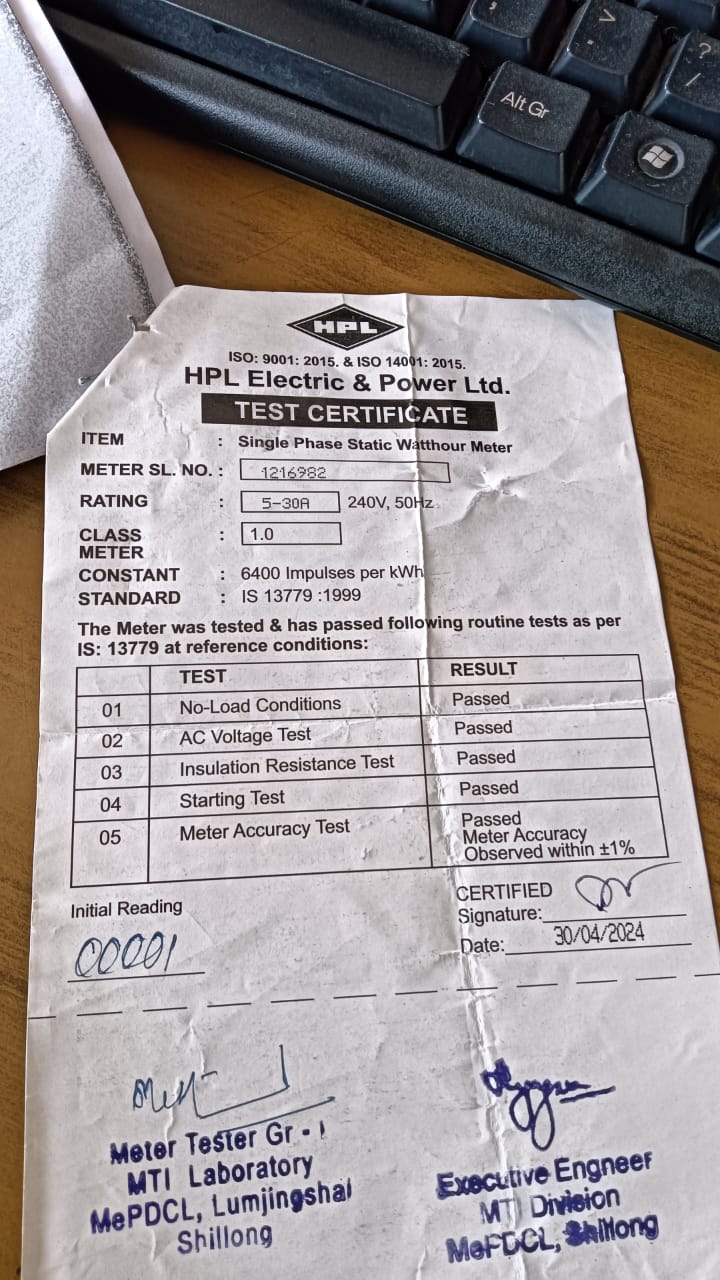 , 
. >
/ ?
Alt Gr
HPL
ISO: 9001: 2015. & ISO 14001: 2015.
HPL Electric & Power Ltd.
TEST CERTIFICATE
ITEM : Single Phase Static Watthour Meter
METER SL. NO. : 1216982
RATING : 5-30A 240V, 50Hz.
CLASS : 1.0
METER
CONSTANT : 6400 Impulses per kWh
STANDARD : IS 13779 :1999
The Meter was tested & has passed following routine tests as per
IS: 13779 at reference conditions:
TEST RESULT
01 No-Load Conditions Passed
02 AC Voltage Test Passed
03 Insulation Resistance Test Passed
04 Starting Test Passed
05 Meter Accuracy Test Passed
Meter Accuracy
Observed within ±1%
Initial Reading
00001
CERTIFIED
Signature:
Date: 30/04/2024
Meter Tester Gr - I
MTI Laboratory
MePDCL, Lumjingshai
Shillong
Executive Engneer
MTI Division
MePDCL, Shillong